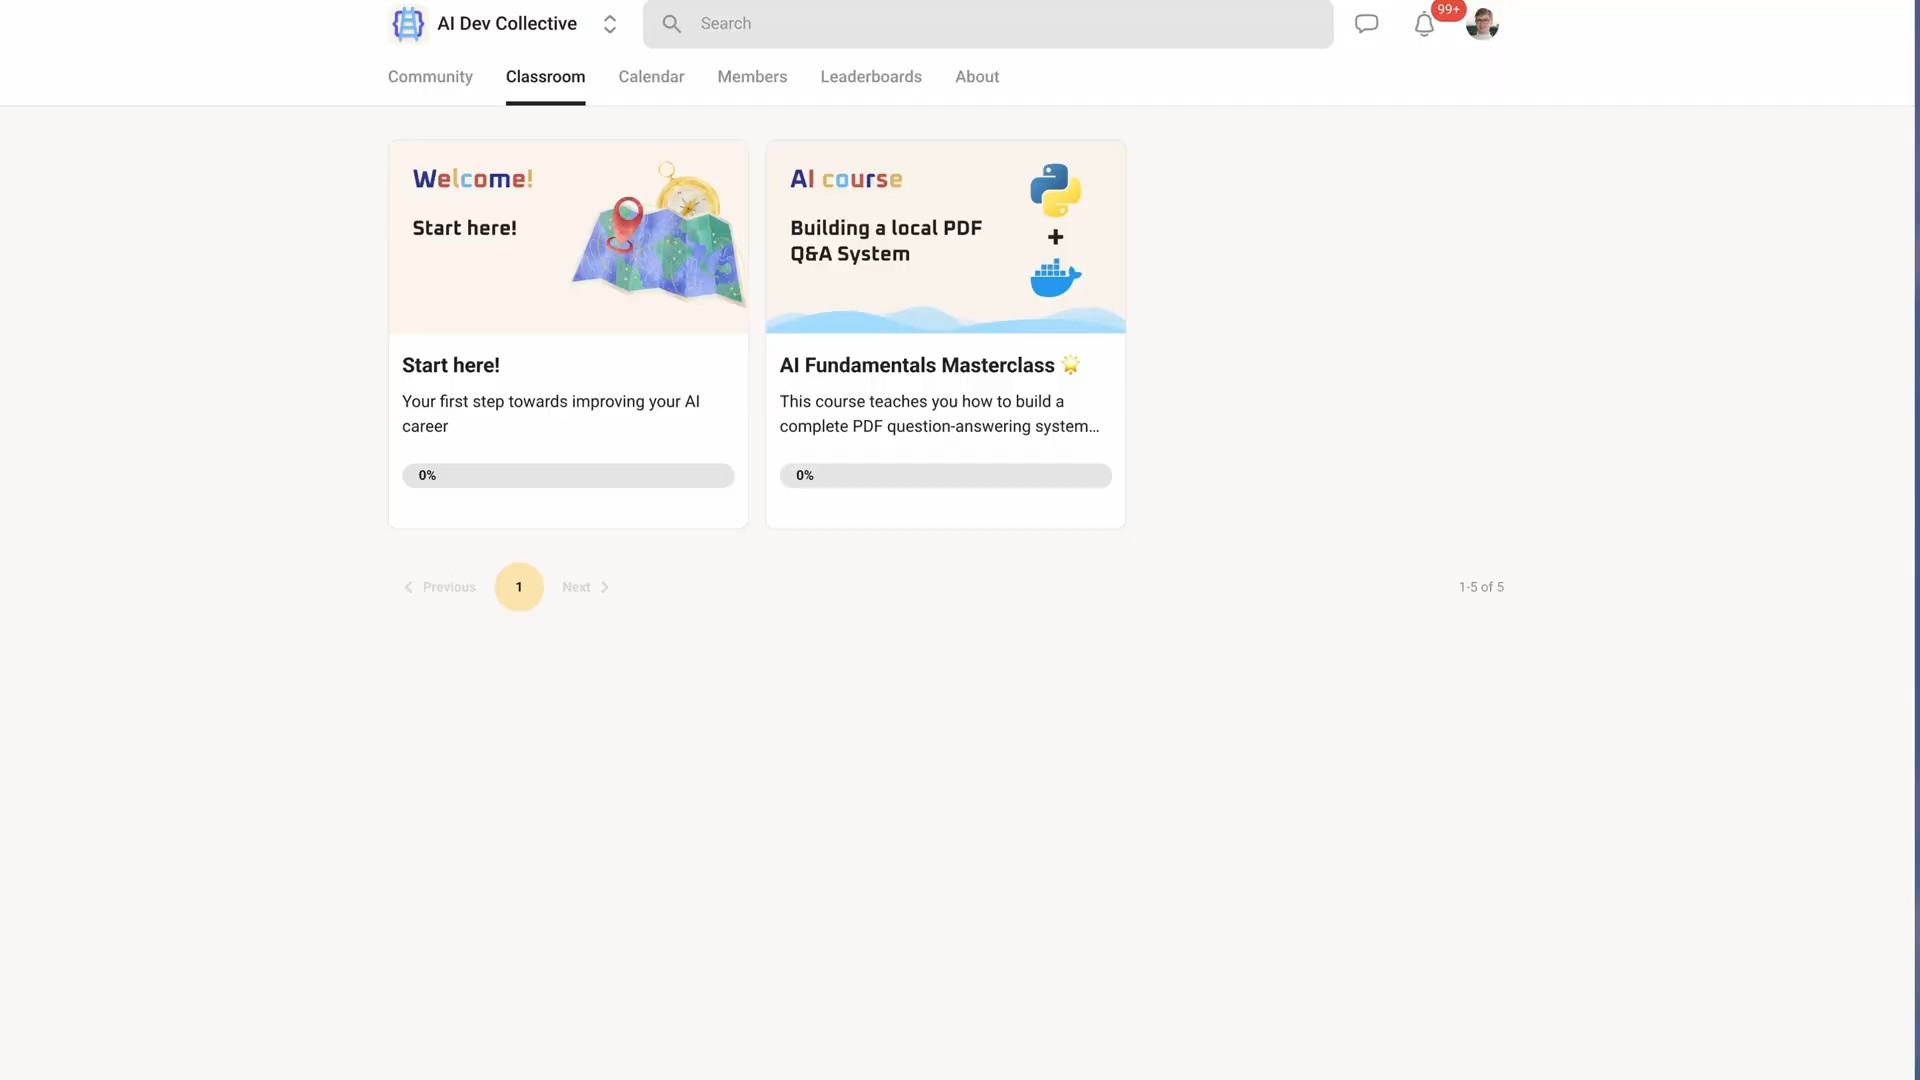 AI Dev Collective
Search
99+
Community
Classroom
Calendar
Members
Leaderboards
About
Welcome!
Start here!
AI course
Building a local PDF
Q&A System
+
Start here!
Your first step towards improving your AI
career
0%
AI Fundamentals Masterclass 🌟
This course teaches you how to build a
complete PDF question-answering system...
0%
Previous
1
Next
1-5 of 5